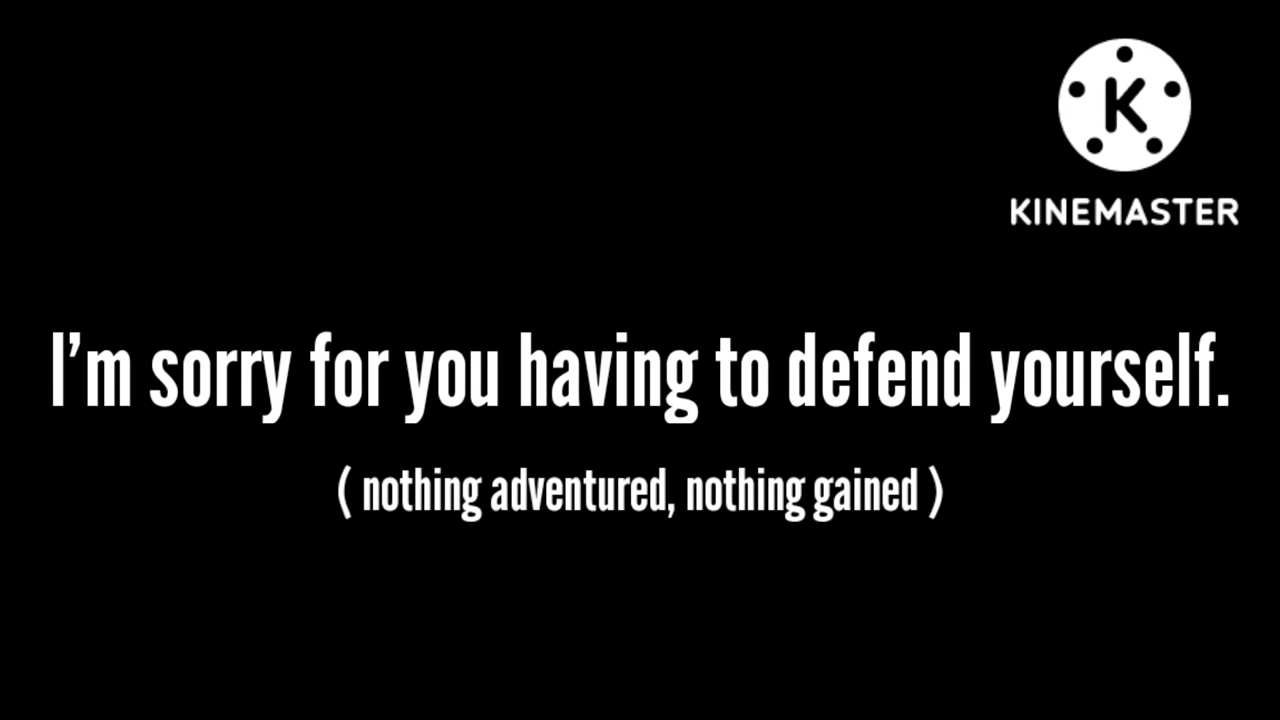 K
KINEMASTER
I’m sorry for you having to defend yourself.
( nothing adventured, nothing gained )